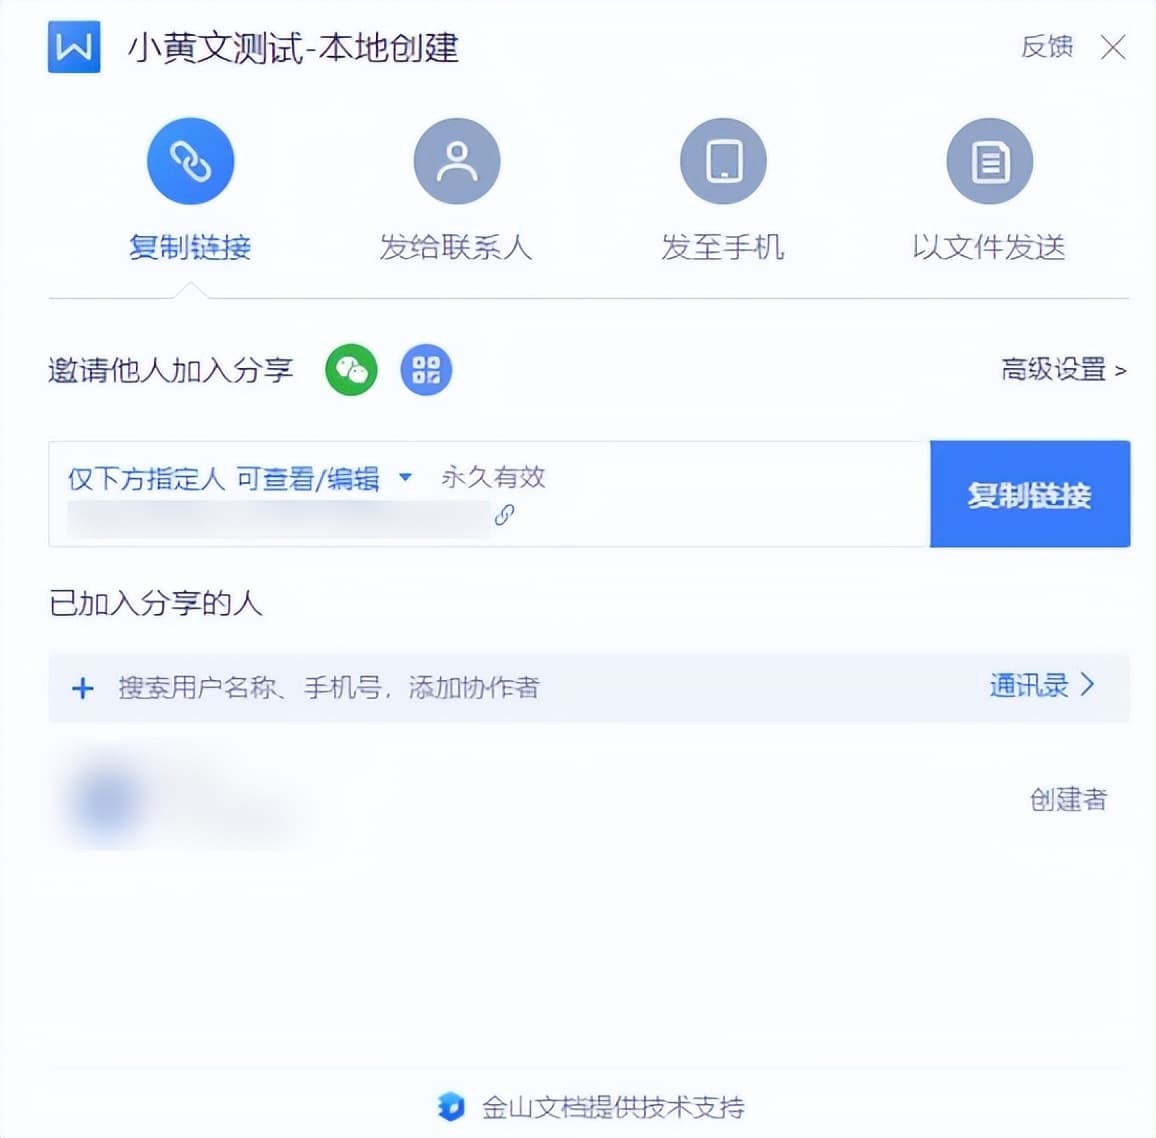 小黄文测试-本地创建
反馈
复制链接
发给联系人
发至手机
以文件发送
邀请他人加入分享
高级设置 >
仅下方指定人 可查看/编辑
永久有效
复制链接
已加入分享的人
+ 搜索用户名称、手机号，添加协作者
通讯录 >
创建者
金山文档提供技术支持